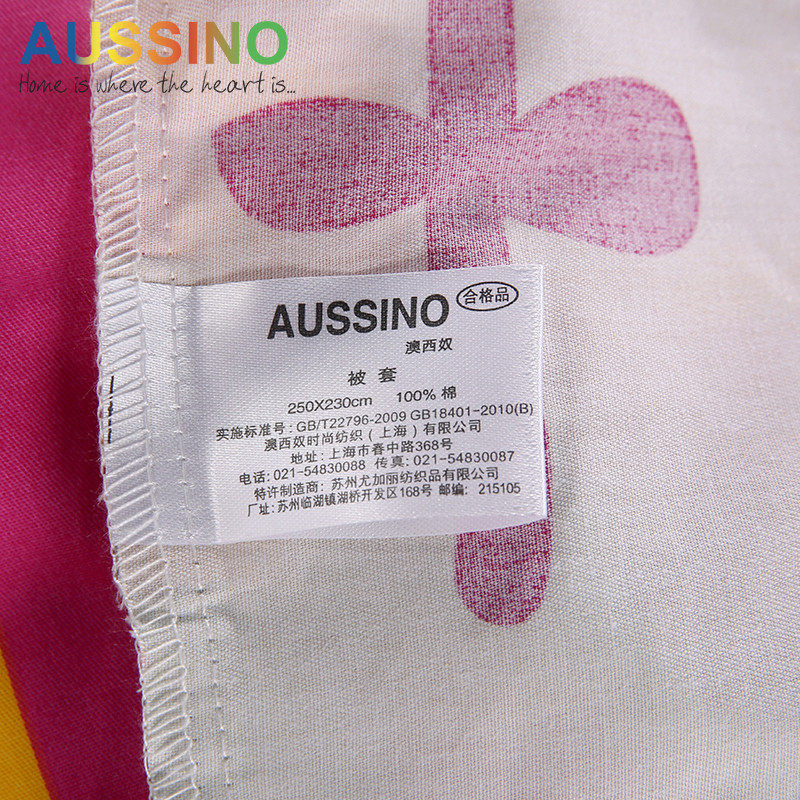 AUSSINO
Home is where the heart is...
AUSSINO 合格品
澳西奴
被套
250X230cm 100% 棉
实施标准号: GB/T22796-2009 GB18401-2010(B)
澳西奴时尚纺织（上海）有限公司
地址: 上海市春中路368号
电话: 021-54830088 传真: 021-54830087
特许制造商: 苏州尤加丽纺织品有限公司
厂址: 苏州临湖镇湖桥开发区168号 邮编: 215105